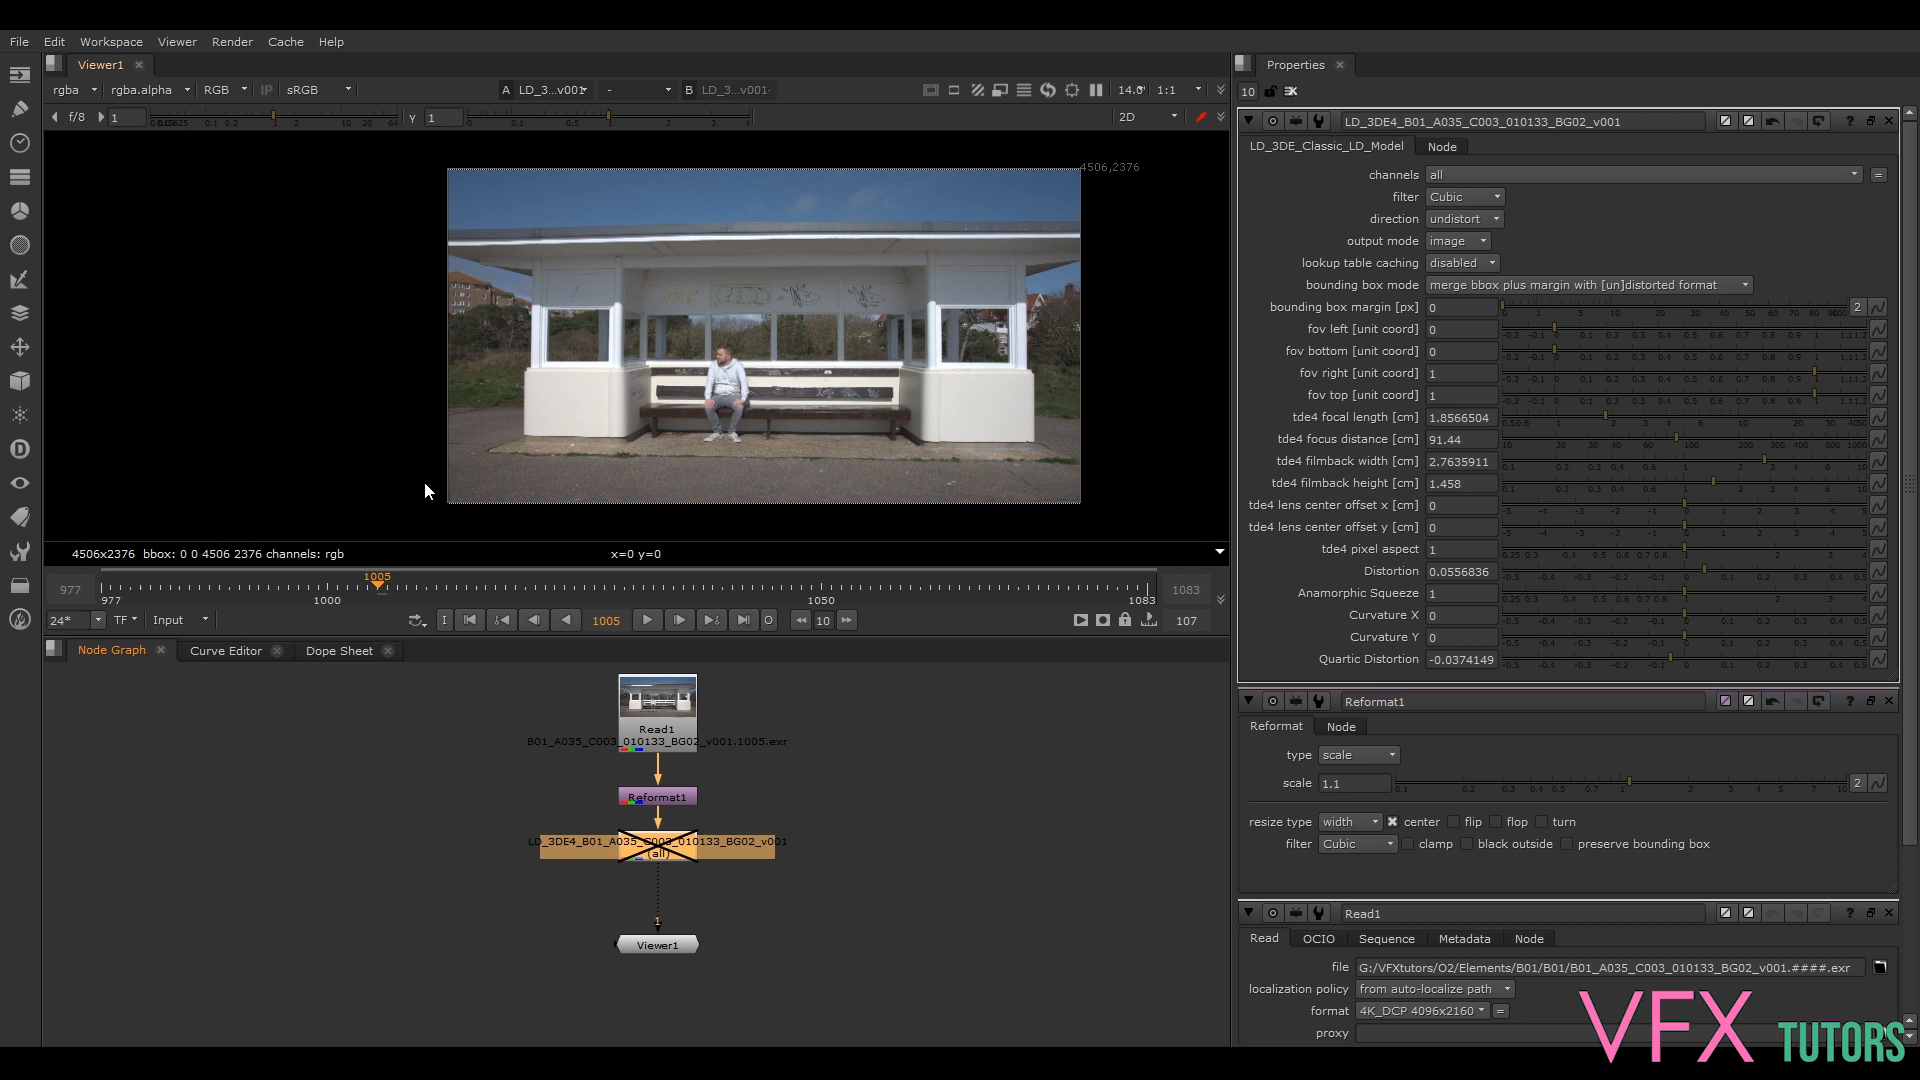 File Edit Workspace Viewer Render Cache Help
Viewer1
Properties
rgba rgba.alpha RGB IP sRGB A LD_3...v001 - B LD_3...v001 14.0 1:1
10
f/8 1 y 1 2D
LD_3DE4_B01_A035_C003_010133_BG02_v001
LD_3DE_Classic_LD_Model Node
4506,2376
channels all =
filter Cubic
direction undistort
output mode image
lookup table caching disabled
bounding box mode merge bbox plus margin with [un]distorted format
bounding box margin [px] 0 2
fov left [unit coord] 0
fov bottom [unit coord] 0
fov right [unit coord] 1
fov top [unit coord] 1
tde4 focal length [cm] 1.8566504
tde4 focus distance [cm] 91.44
tde4 filmback width [cm] 2.7635911
tde4 filmback height [cm] 1.458
tde4 lens center offset x [cm] 0
tde4 lens center offset y [cm] 0
tde4 pixel aspect 1
Distortion 0.0556836
Anamorphic Squeeze 1
Curvature X 0
Curvature Y 0
Quartic Distortion -0.0374149
4506x2376 bbox: 0 0 4506 2376 channels: rgb x=0 y=0
977 1005 1083
977 1000 1050 1083
24* TF Input I 1005 O 10 107
Node Graph Curve Editor Dope Sheet
Read1
B01_A035_C003_010133_BG02_v001.1005.exr
Reformat1
LD_3DE4_B01_A035_C003_010133_BG02_v001
(all)
1
Viewer1
Reformat1
Reformat Node
type scale
scale 1.1 2
resize type width center flip flop turn
filter Cubic clamp black outside preserve bounding box
Read1
Read OCIO Sequence Metadata Node
file G:/VFXtutors/O2/Elements/B01/B01/B01_A035_C003_010133_BG02_v001.####.exr
localization policy from auto-localize path
format 4K_DCP 4096x2160 =
proxy
VFX TUTORS